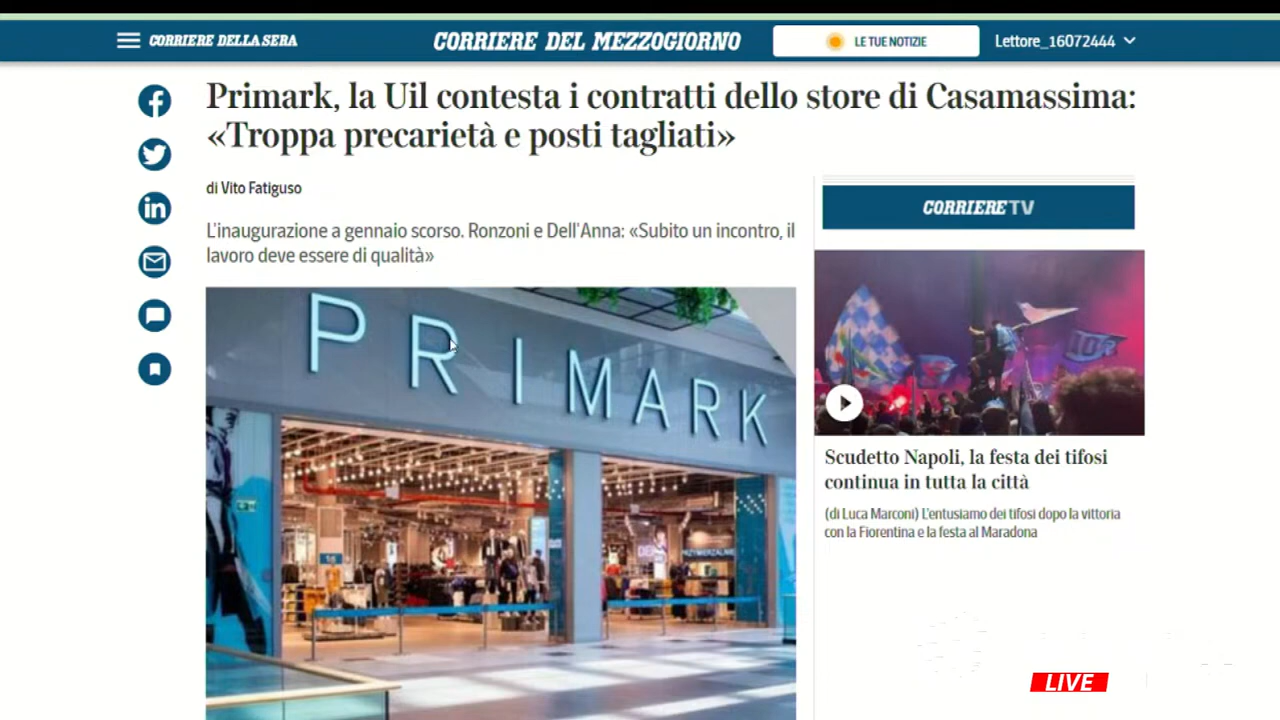 CORRIERE DELLA SERA
CORRIERE DEL MEZZOGIORNO
LE TUE NOTIZIE
Lettore_16072444
Primark, la Uil contesta i contratti dello store di Casamassima:
«Troppa precarietà e posti tagliati»
di Vito Fatiguso
L'inaugurazione a gennaio scorso. Ronzoni e Dell'Anna: «Subito un incontro, il
lavoro deve essere di qualità»
PRIMARK
CORRIERE TV
Scudetto Napoli, la festa dei tifosi
continua in tutta la città
(di Luca Marconi) L'entusiamo dei tifosi dopo la vittoria
con la Fiorentina e la festa al Maradona
LIVE